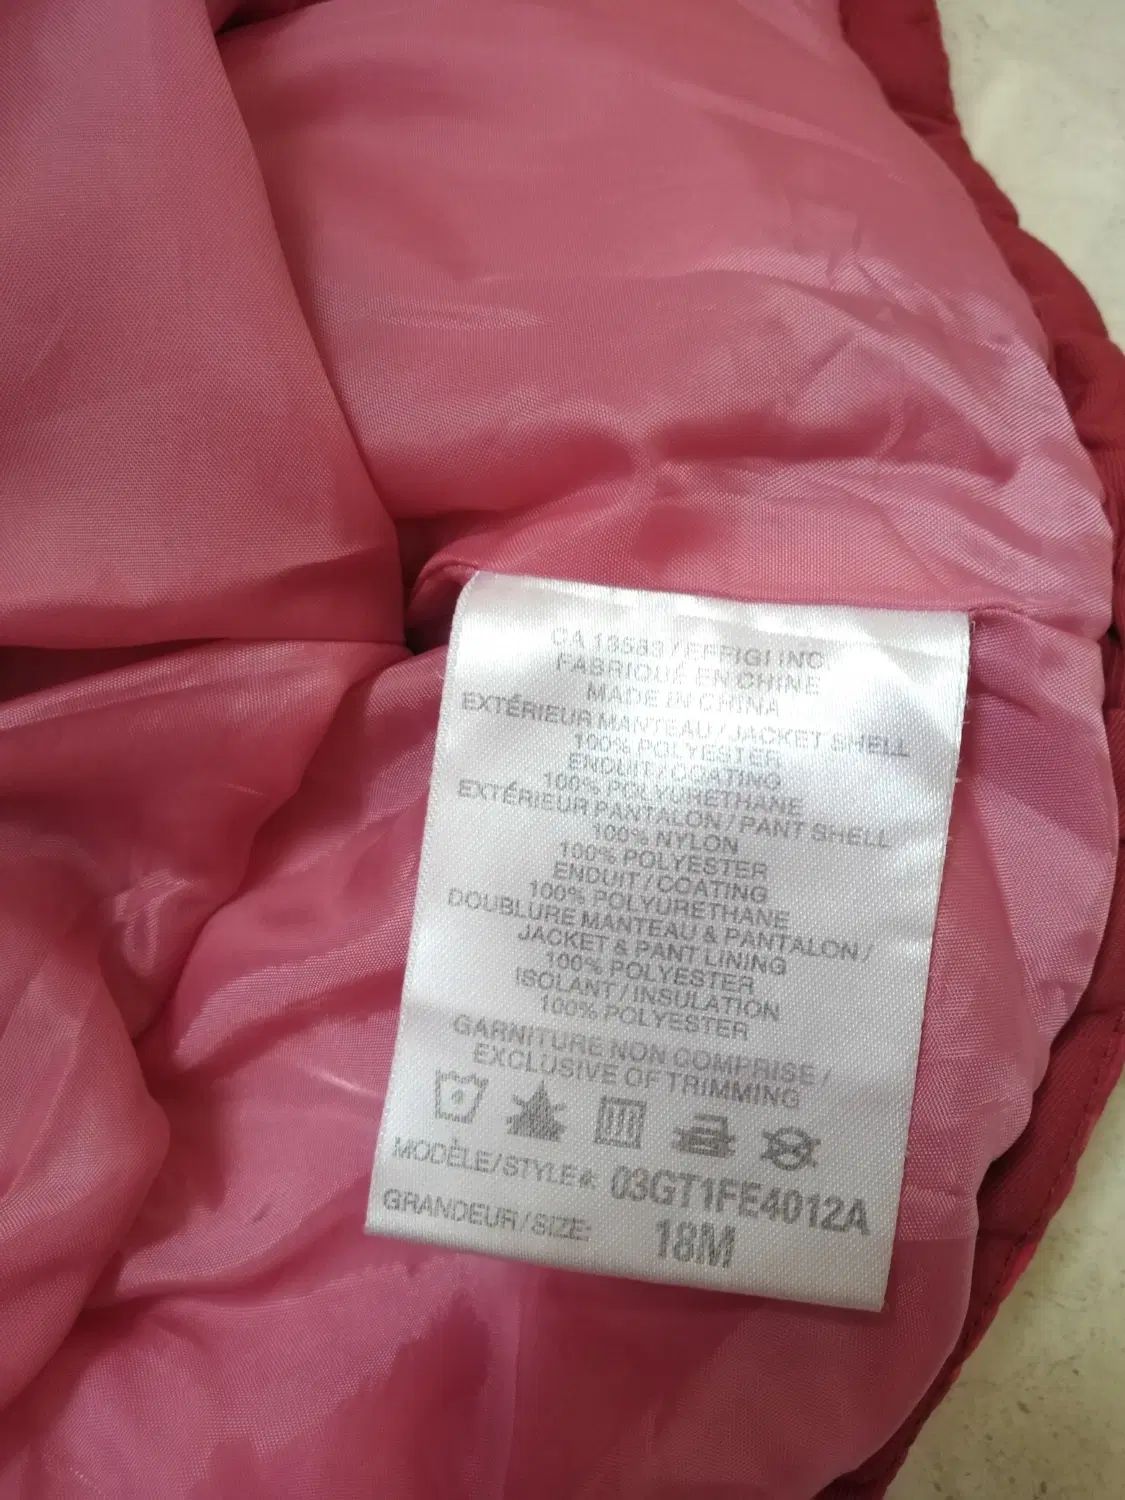 CA 13583 / EFFIGI INC.
FABRIQUÉ EN CHINE
MADE IN CHINA
EXTÉRIEUR MANTEAU / JACKET SHELL
100% POLYESTER
ENDUIT / COATING
100% POLYURETHANE
EXTÉRIEUR PANTALON / PANT SHELL
100% NYLON
100% POLYESTER
ENDUIT / COATING
100% POLYURETHANE
DOUBLURE MANTEAU & PANTALON /
JACKET & PANT LINING
100% POLYESTER
ISOLANT / INSULATION
100% POLYESTER
GARNITURE NON COMPRISE /
EXCLUSIVE OF TRIMMING
MODÈLE/STYLE#: 03GT1FE4012A
GRANDEUR/SIZE: 18M